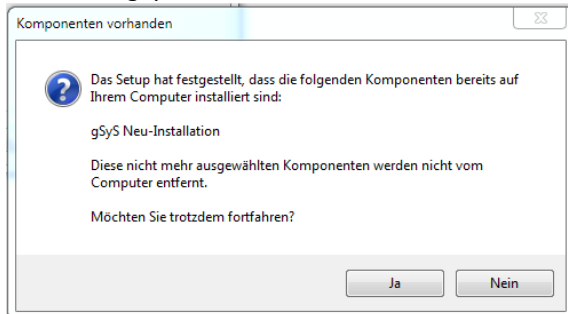 Komponenten vorhanden
Das Setup hat festgestellt, dass die folgenden Komponenten bereits auf
Ihrem Computer installiert sind:
gSyS Neu-Installation
Diese nicht mehr ausgewählten Komponenten werden nicht vom
Computer entfernt.
Möchten Sie trotzdem fortfahren?
Ja
Nein